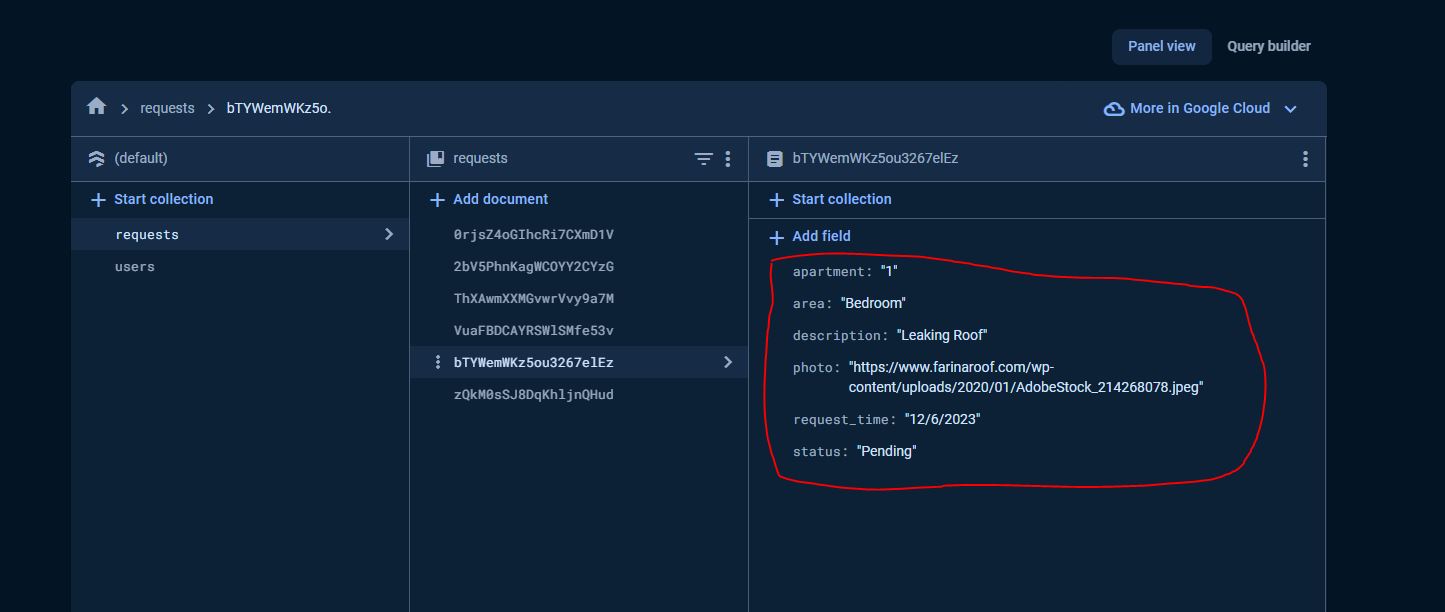 Panel view
Query builder
requests
bTYWemWKz5o.
More in Google Cloud
(default)
requests
bTYWemWKz5ou3267elEz
Start collection
Add document
Start collection
requests
0rjsZ4oGIhcRi7CXmD1V
Add field
users
2bV5PhnKagWCOYY2CYzG
apartment: "1"
ThXAwmXXMGvwrVvy9a7M
area: "Bedroom"
VuaFBDCAYRSWlSMfe53v
description: "Leaking Roof"
bTYWemWKz5ou3267elEz
photo: "https://www.farinaroof.com/wp-
content/uploads/2020/01/AdobeStock_214268078.jpeg"
zQkM0sSJ8DqKhljnQHud
request_time: "12/6/2023"
status: "Pending"